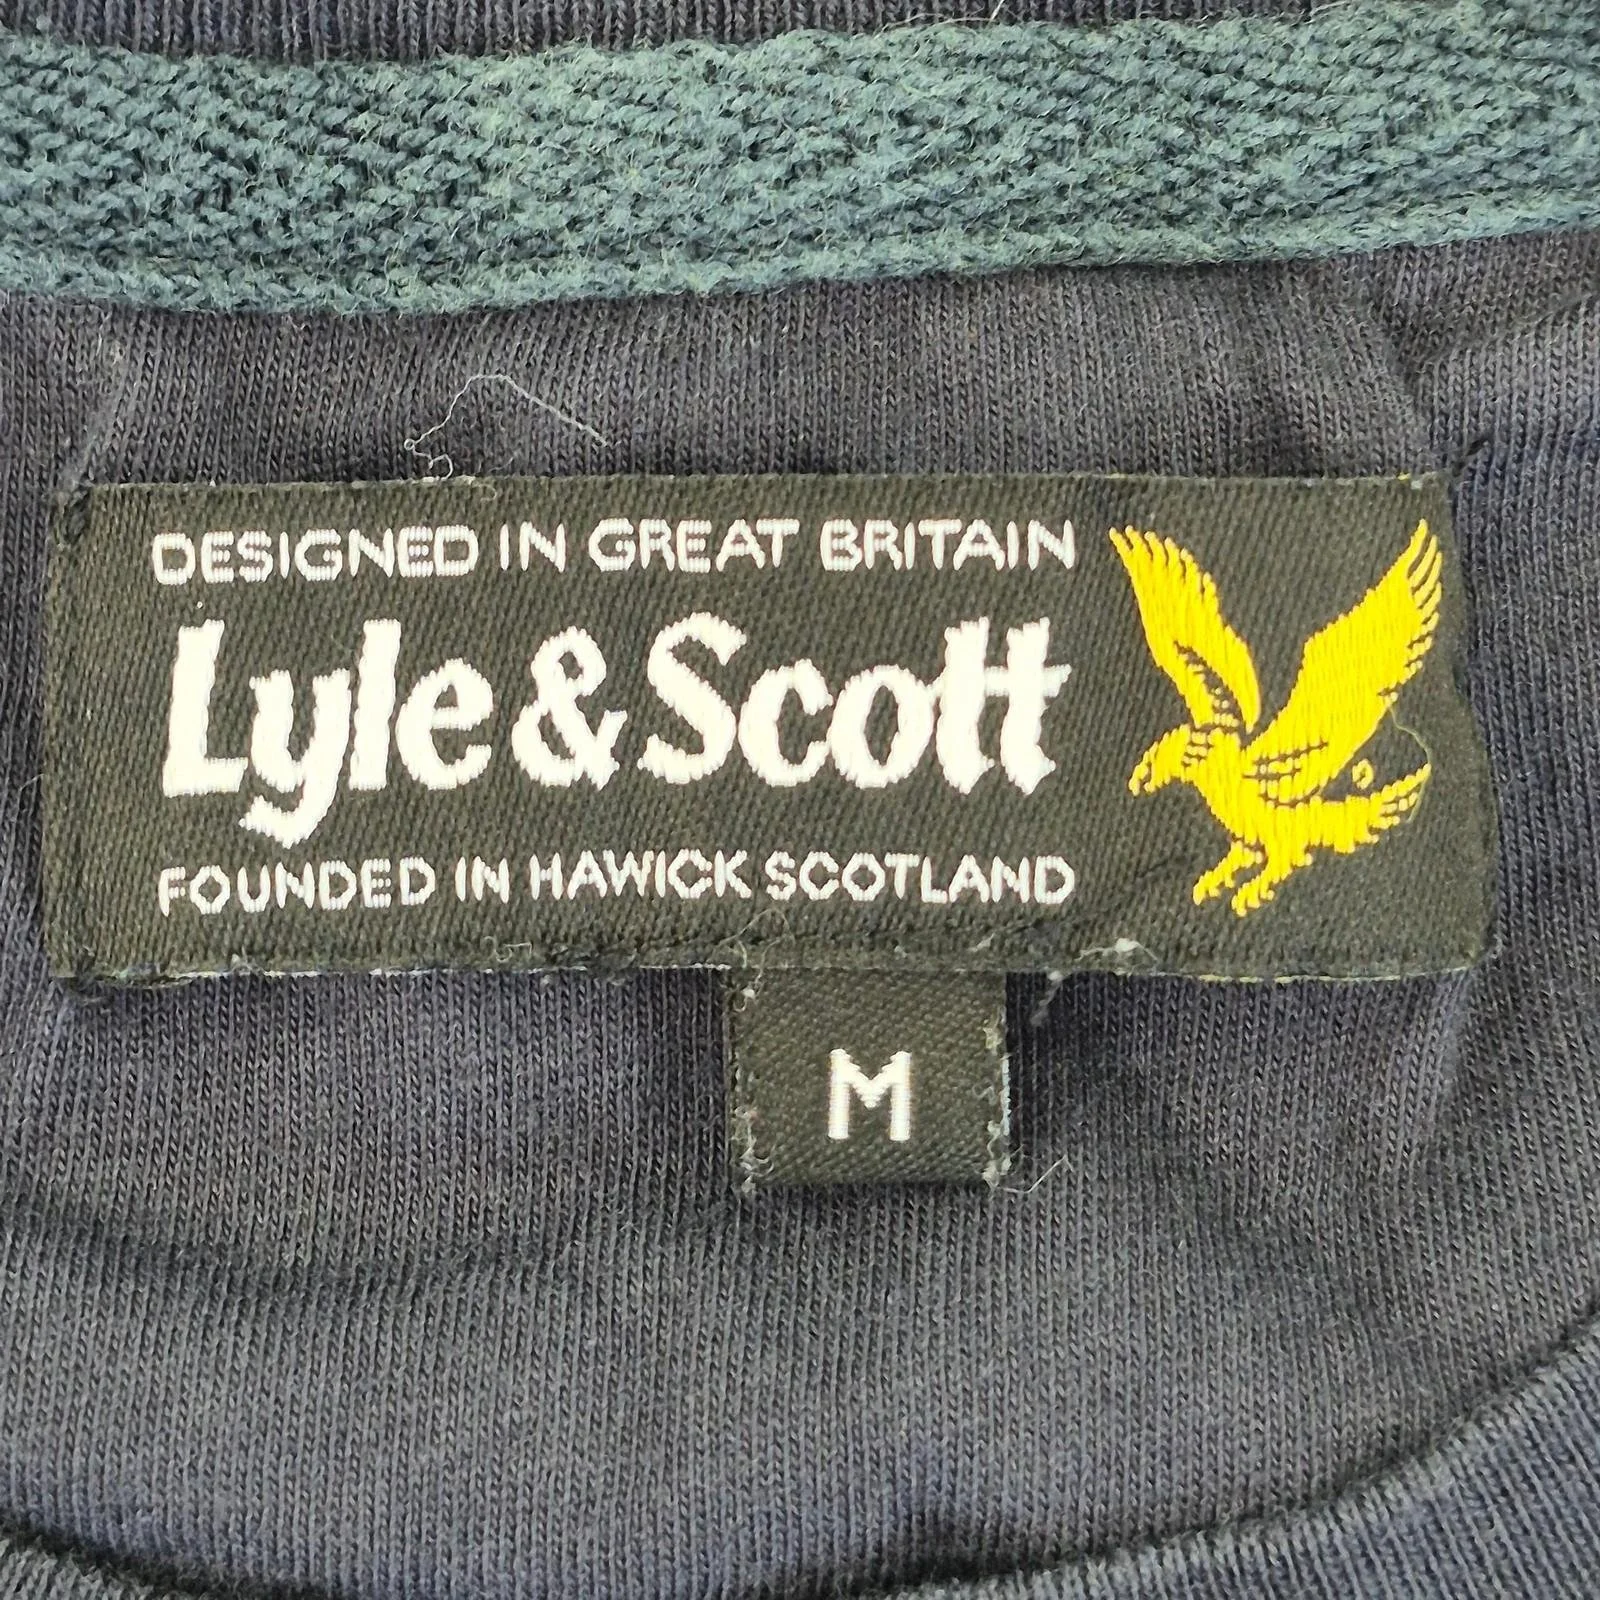 DESIGNED IN GREAT BRITAIN
Lyle & Scott
FOUNDED IN HAWICK SCOTLAND
M